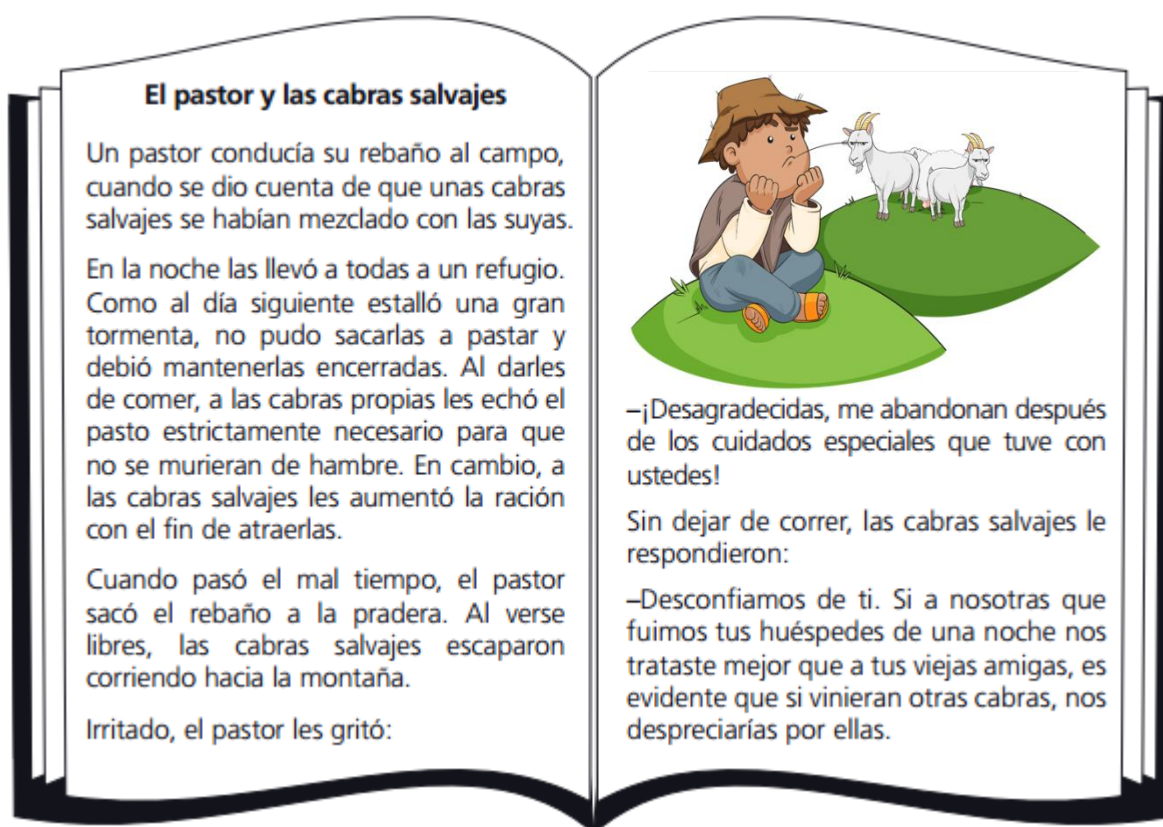 El pastor y las cabras salvajes
Un pastor conducía su rebaño al campo,
cuando se dio cuenta de que unas cabras
salvajes se habían mezclado con las suyas.
En la noche las llevó a todas a un refugio.
Como al día siguiente estalló una gran
tormenta, no pudo sacarlas a pastar y
debió mantenerlas encerradas. Al darles
de comer, a las cabras propias les echó el
pasto estrictamente necesario para que
no se murieran de hambre. En cambio, a
las cabras salvajes les aumentó la ración
con el fin de atraerlas.
Cuando pasó el mal tiempo, el pastor
sacó el rebaño a la pradera. Al verse
libres, las cabras salvajes escaparon
corriendo hacia la montaña.
Irritado, el pastor les gritó:
–¡Desagradecidas, me abandonan después
de los cuidados especiales que tuve con
ustedes!
Sin dejar de correr, las cabras salvajes le
respondieron:
–Desconfiamos de ti. Si a nosotras que
fuimos tus huéspedes de una noche nos
trataste mejor que a tus viejas amigas, es
evidente que si vinieran otras cabras, nos
despreciarías por ellas.